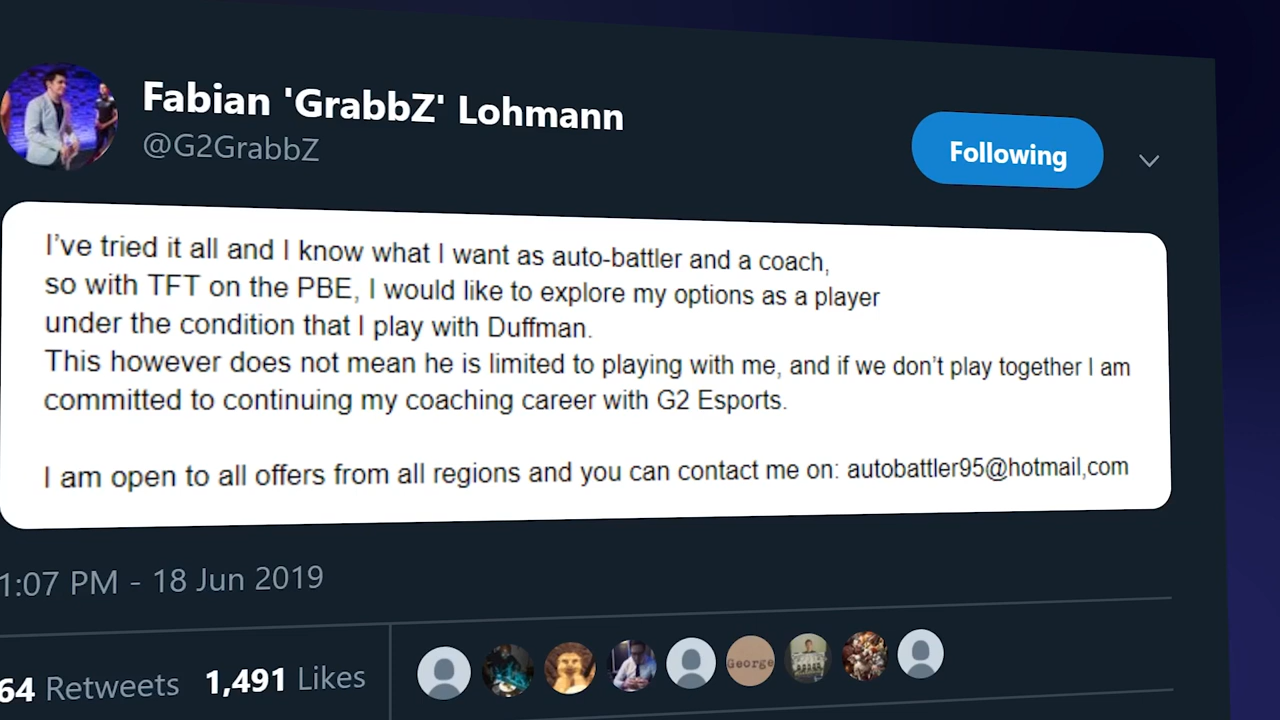 Fabian 'GrabbZ' Lohmann
@G2GrabbZ
Following
I've tried it all and I know what I want as auto-battler and a coach,
so with TFT on the PBE, I would like to explore my options as a player
under the condition that I play with Duffman.
This however does not mean he is limited to playing with me, and if we don't play together I am
committed to continuing my coaching career with G2 Esports.
I am open to all offers from all regions and you can contact me on: autobattler95@hotmail,com
1:07 PM - 18 Jun 2019
64 Retweets 1,491 Likes
George